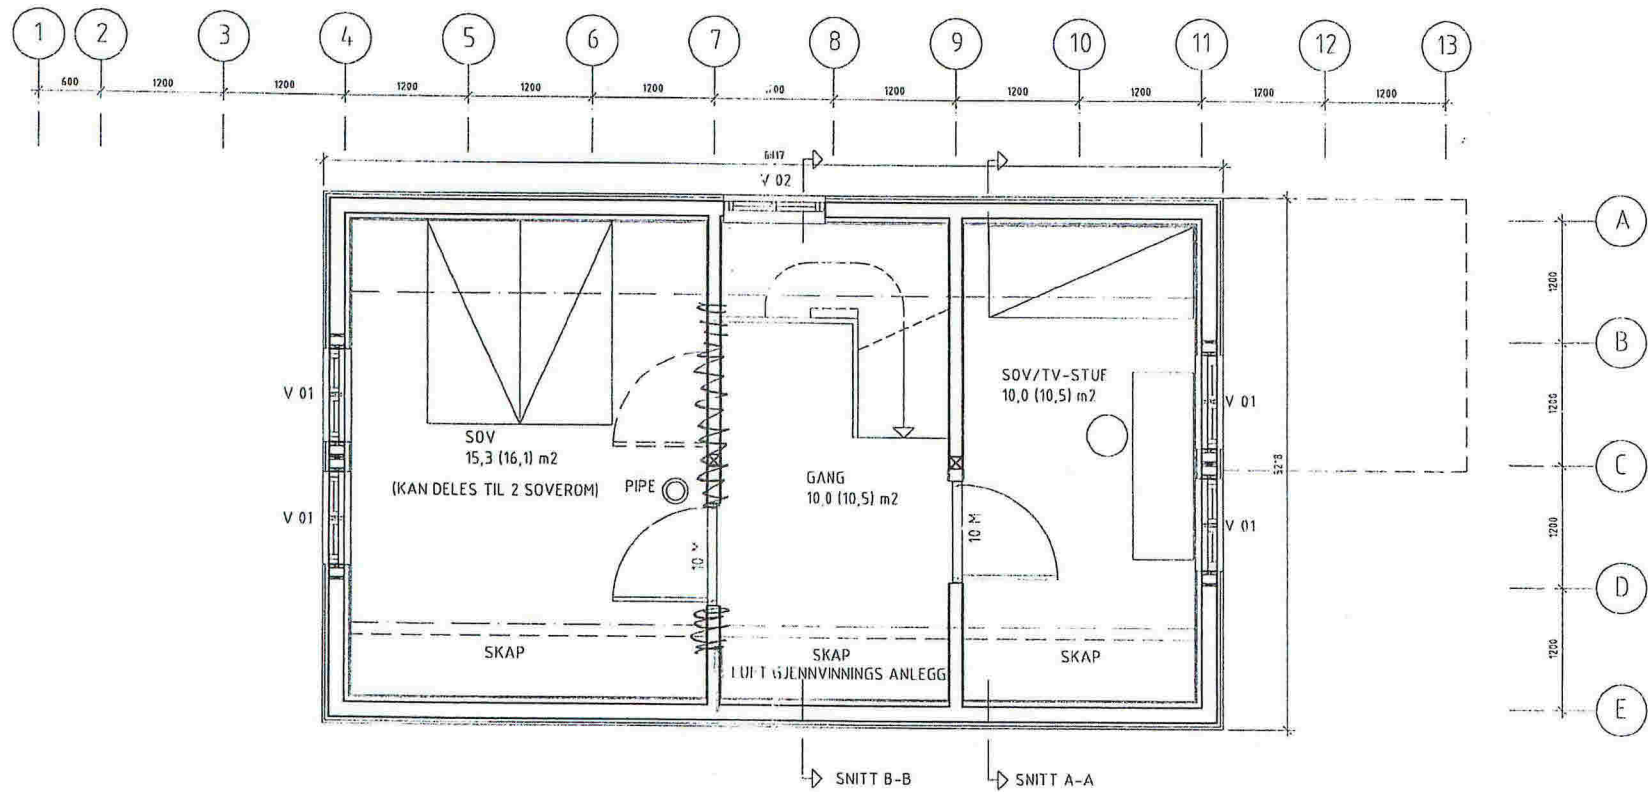 1 2 3 4 5 6 7 8 9 10 11 12 13
600 1200 1200 1200 1200 1200 1200 1200 1200 1200 1200
V 02
A
B
C
D
E
1200
1200
1200
1200
V 01
V 01
V 01
V 01
SOV
15,3 (16,1) m2
(KAN DELES TIL 2 SOVEROM)
PIPE
10 M
GANG
10,0 (10,5) m2
10 M
SOV/TV-STUE
10,0 (10,5) m2
SKAP
SKAP
GJENNVINNINGS ANLEGG
SKAP
SNITT B-B
SNITT A-A